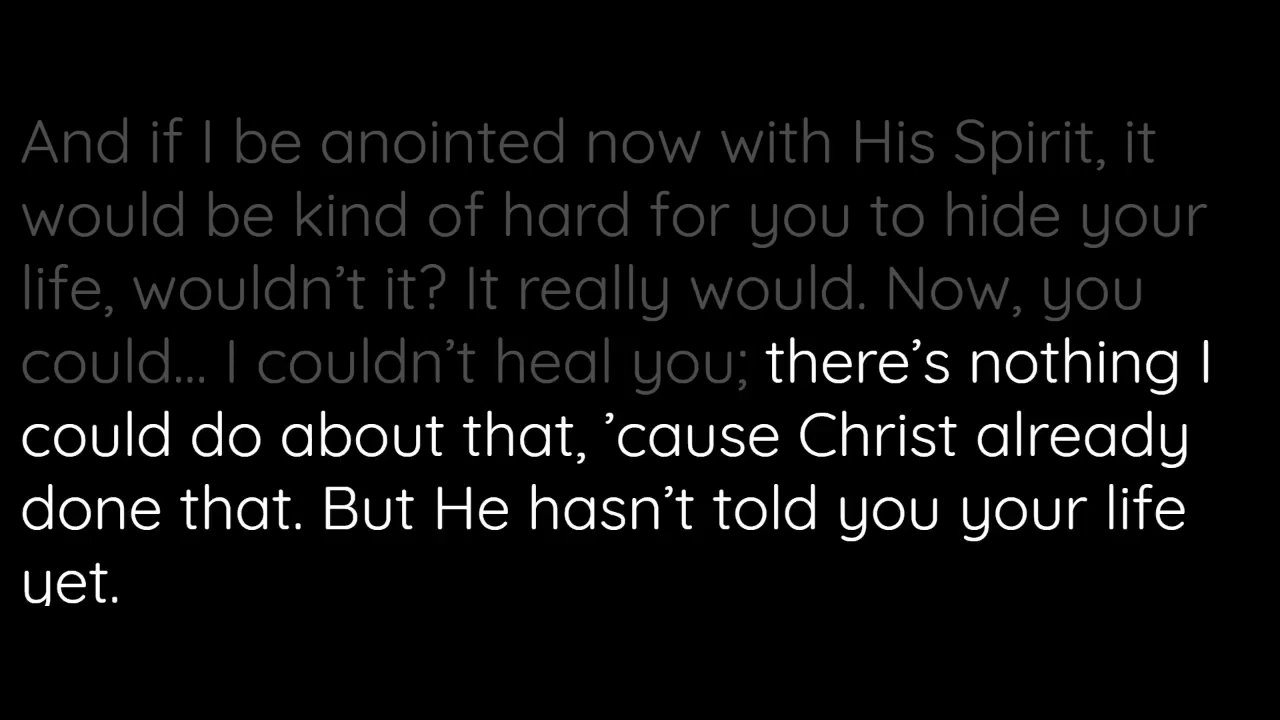 And if I be anointed now with His Spirit, it
would be kind of hard for you to hide your
life, wouldn’t it? It really would. Now, you
could... I couldn’t heal you; there’s nothing I
could do about that, ’cause Christ already
done that. But He hasn’t told you your life
yet.